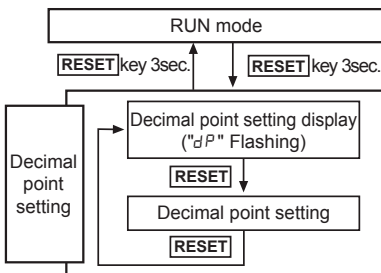 RUN mode
RESET key 3sec.
RESET key 3sec.
Decimal point setting display
("dP" Flashing)
RESET
Decimal
point
setting
Decimal point setting
RESET